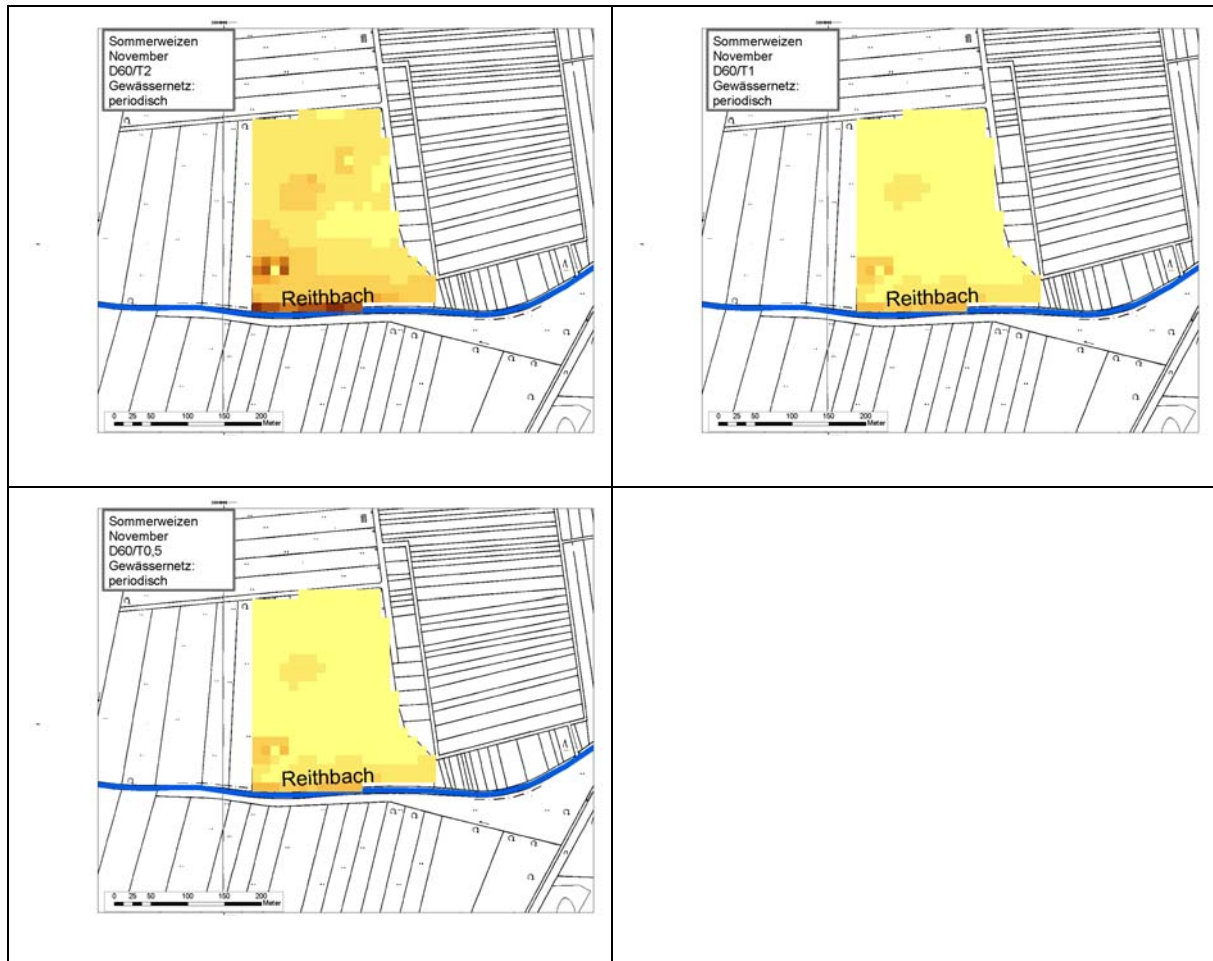 Sommerweizen
November
D60/T2
Gewässernetz:
periodisch
Reithbach
0 25 50 100 150 200
Meter
Sommerweizen
November
D60/T1
Gewässernetz:
periodisch
Reithbach
0 25 50 100 150 200
Meter
Sommerweizen
November
D60/T0,5
Gewässernetz:
periodisch
Reithbach
0 25 50 100 150 200
Meter